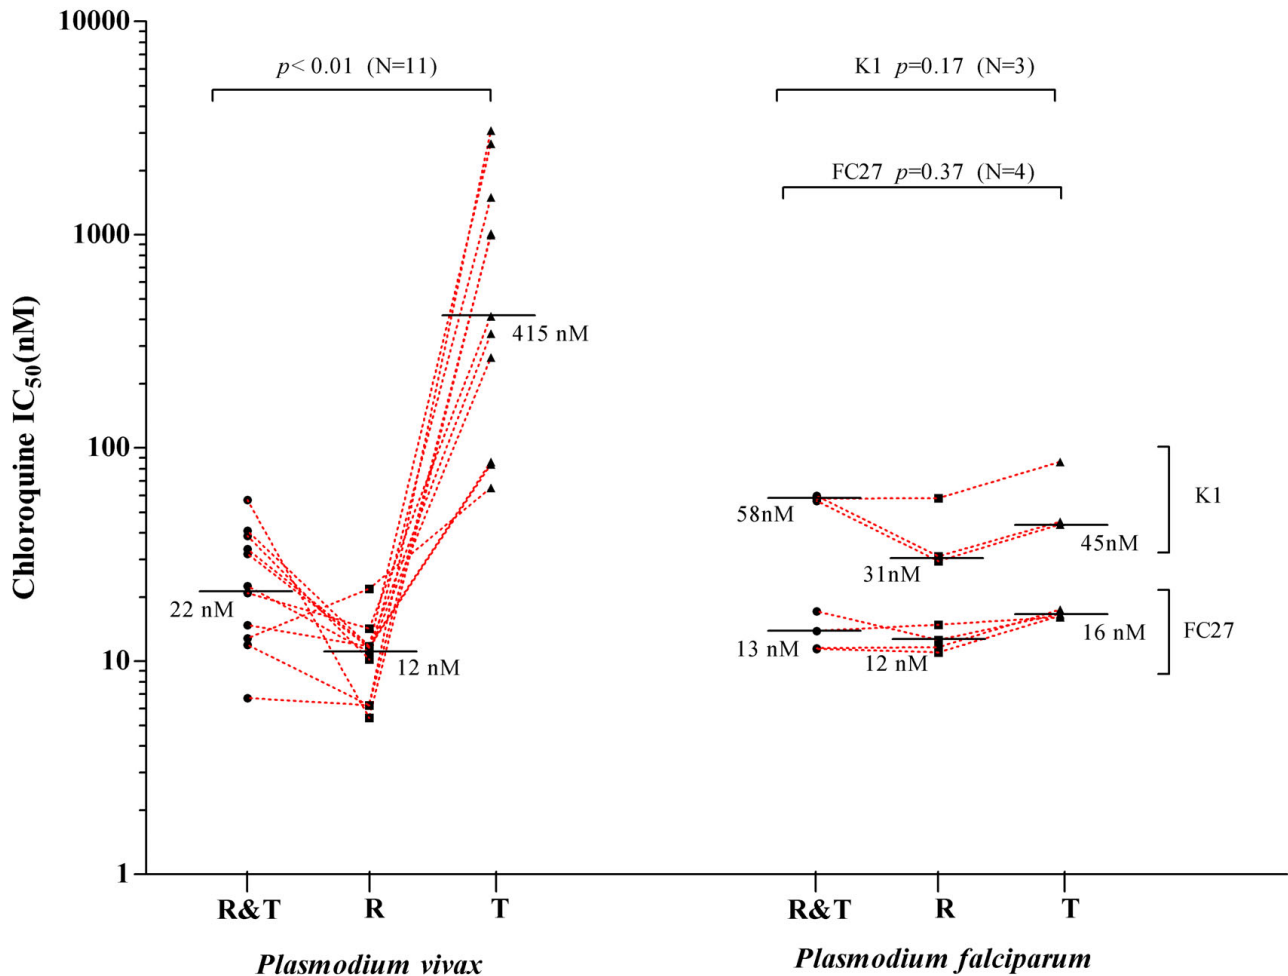 10000
1000
100
10
1
Chloroquine IC50(nM)
p< 0.01 (N=11)
K1 p=0.17 (N=3)
FC27 p=0.37 (N=4)
415 nM
22 nM
12 nM
58nM
31nM
45nM
K1
13 nM
12 nM
16 nM
FC27
R&T R T
R&T R T
Plasmodium vivax
Plasmodium falciparum